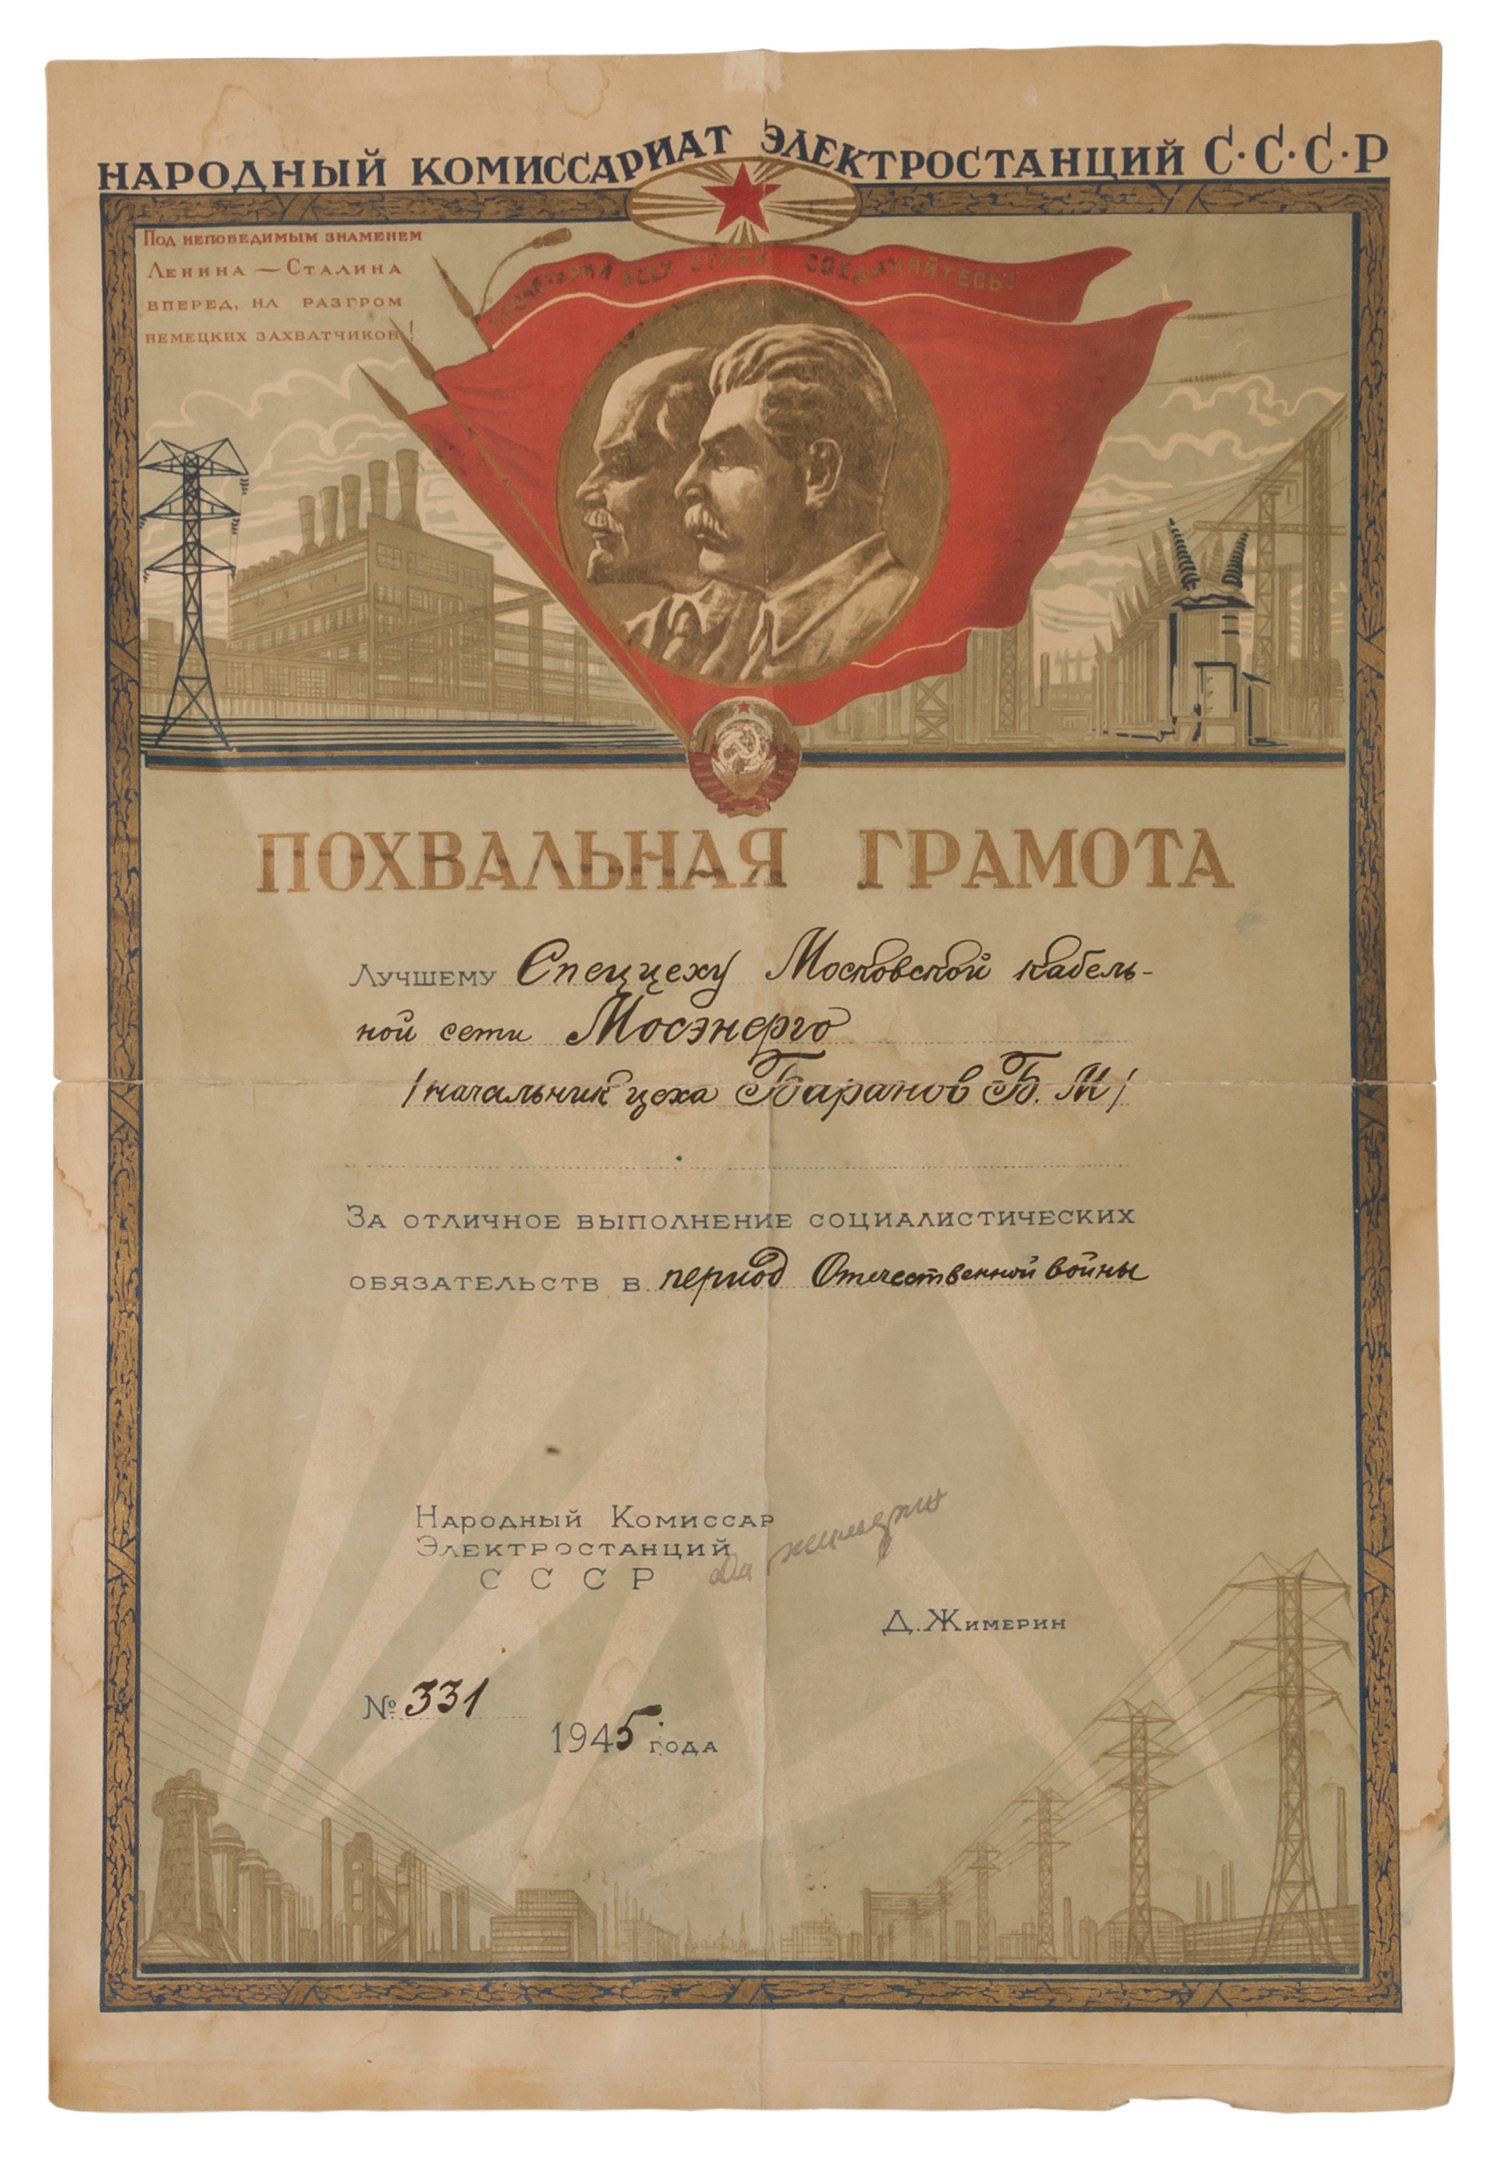 НАРОДНЫЙ КОМИССАРИАТ ЭЛЕКТРОСТАНЦИЙ С·С·С·Р
Под непобедимым знаменем
Ленина — Сталина
вперед, на разгром
немецких захватчиков!
Пролетарии всех стран, соединяйтесь!
ПОХВАЛЬНАЯ ГРАМОТА
Лучшему Спеццеху Московской кабель-
ной сети Мосэнерго
/начальник цеха Баранов Б. М/
За отличное выполнение социалистических
обязательств в период Отечественной войны
Народный Комиссар
Электростанций
СССР
Жимерин
Д. Жимерин
№ 331
1945 года